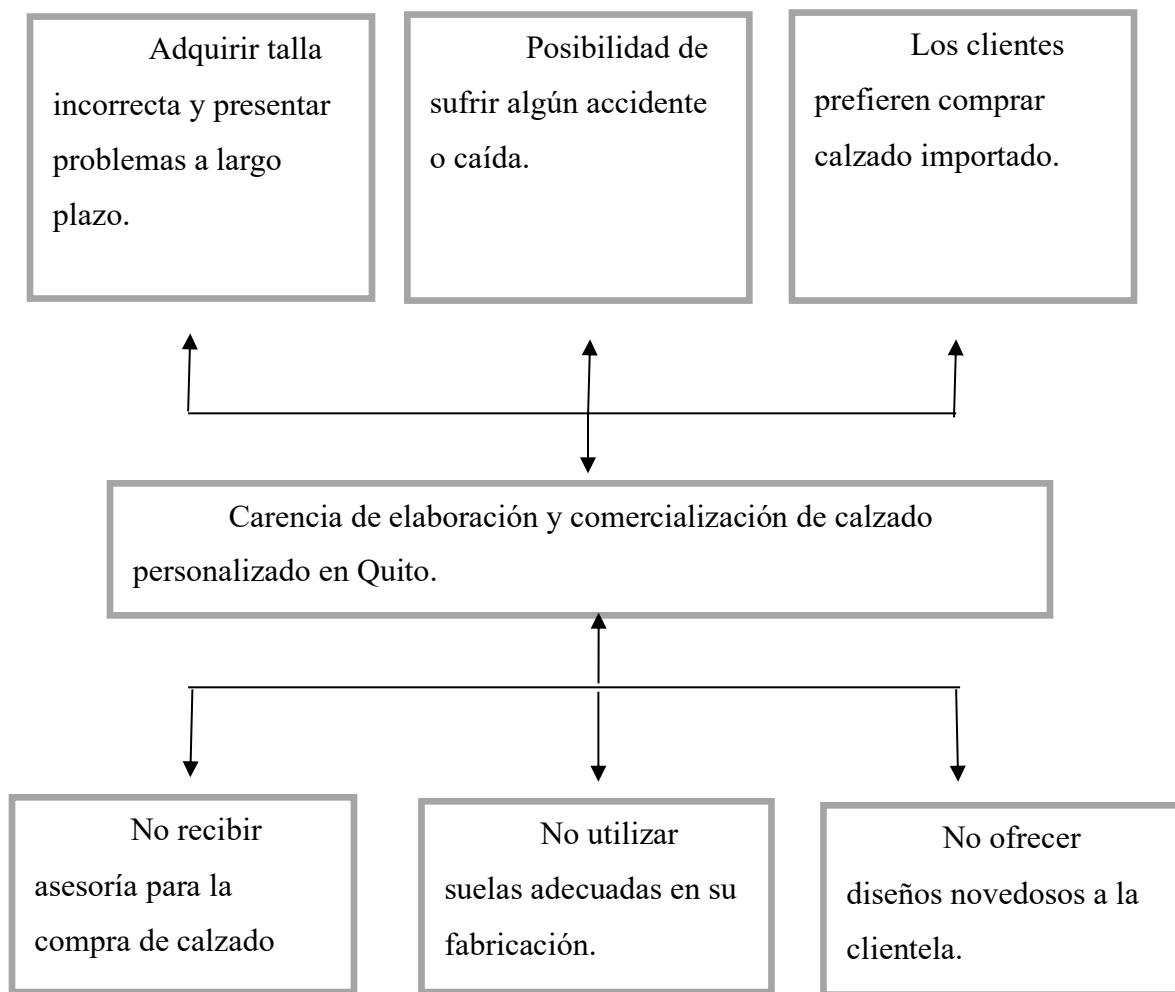 Adquirir talla
incorrecta y presentar
problemas a largo
plazo.
Posibilidad de
sufrir algún accidente
o caída.
Los clientes
prefieren comprar
calzado importado.
Carencia de elaboración y comercialización de calzado
personalizado en Quito.
No recibir
asesoría para la
compra de calzado
No utilizar
suelas adecuadas en su
fabricación.
No ofrecer
diseños novedosos a la
clientela.